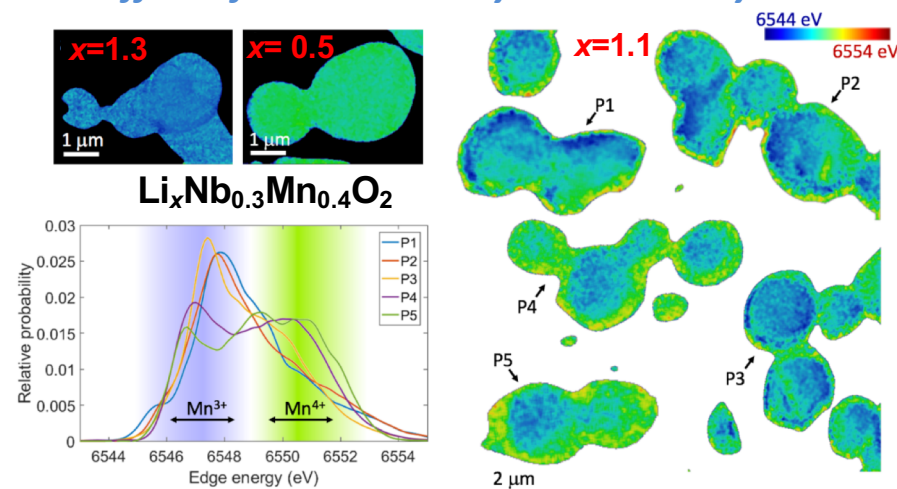 x=1.3
x= 0.5
1 μm
1 μm
LixNb0.3Mn0.4O2
x=1.1
6544 eV
6554 eV
P1
P2
P4
P3
P5
2 μm
0.03
0.025
0.02
0.015
0.01
0.005
0
Relative probability
P1
P2
P3
P4
P5
Mn3+
Mn4+
6544 6546 6548 6550 6552 6554
Edge energy (eV)